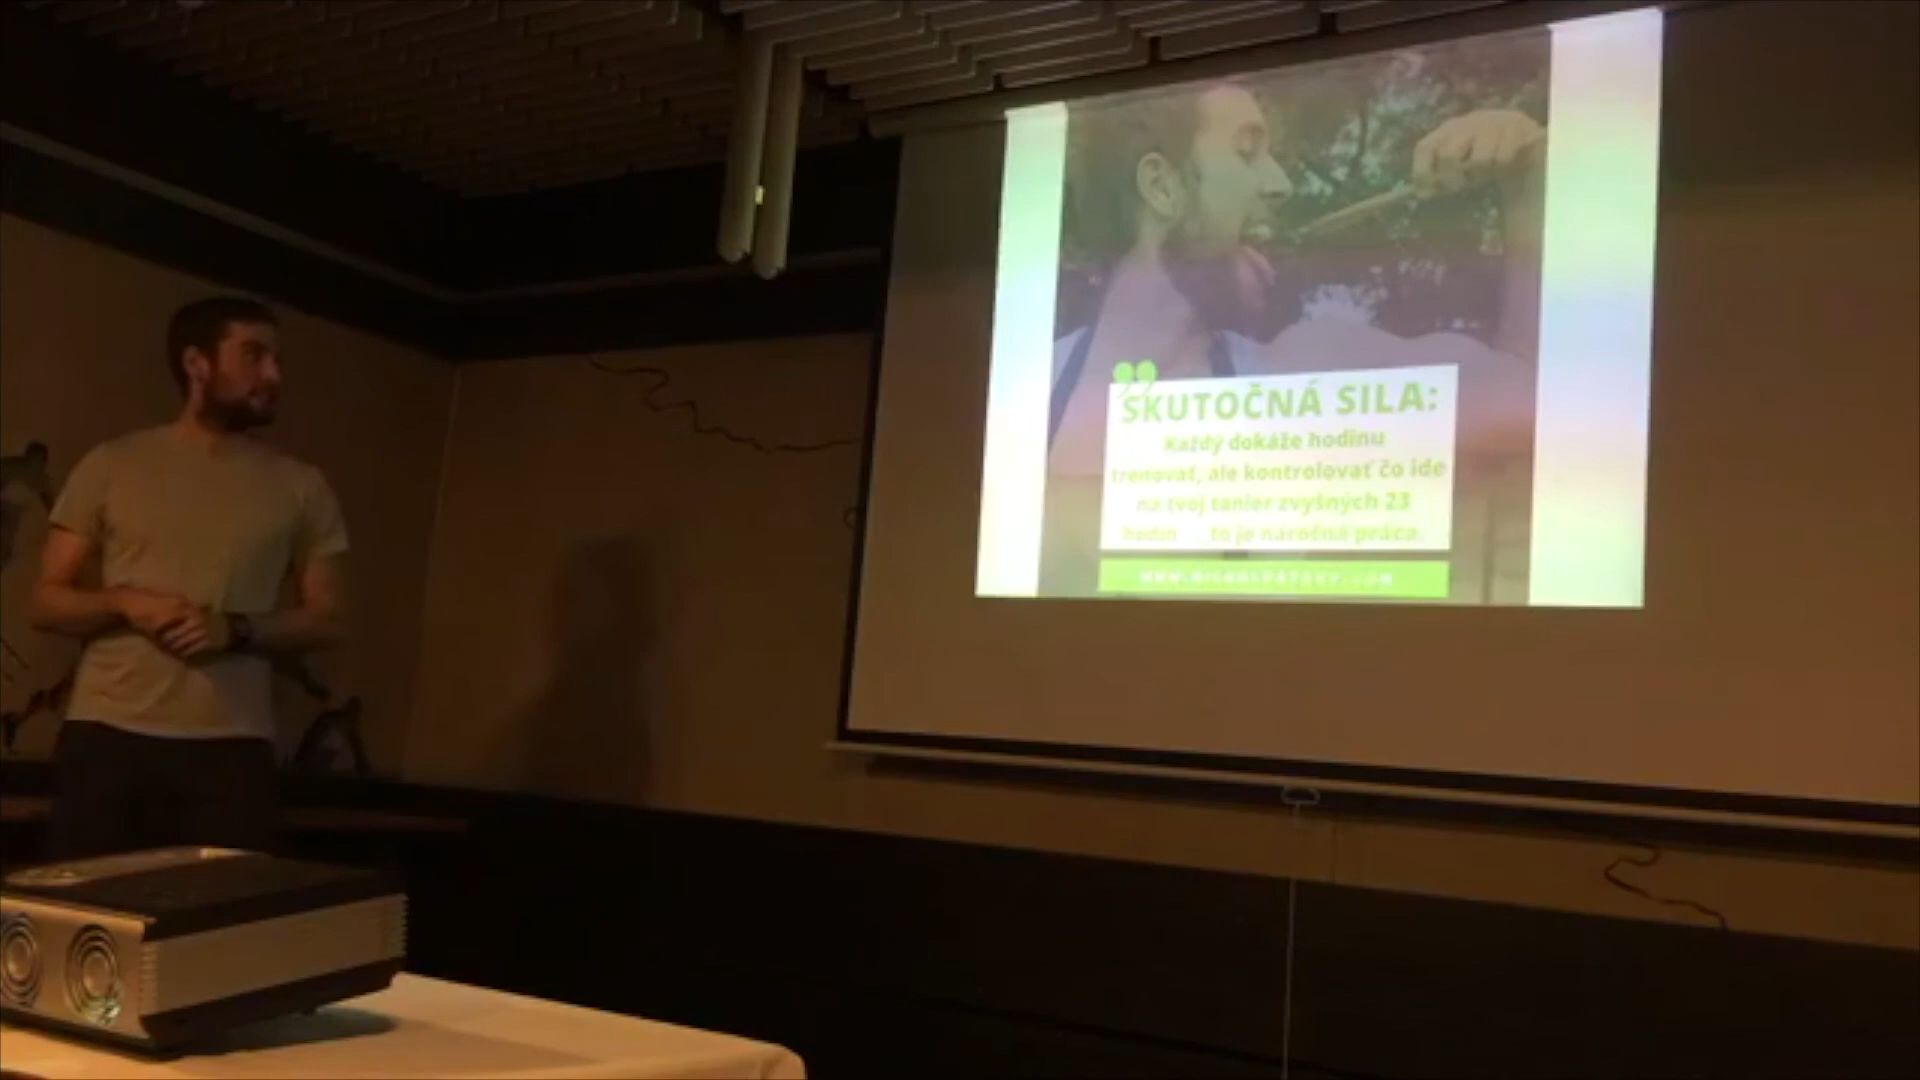 SKUTOČNÁ SILA:
Každý dokáže hodinu
trénovať, ale kontrolovať čo ide
na tvoj tanier zvyšných 23
hodín to je náročná práca.